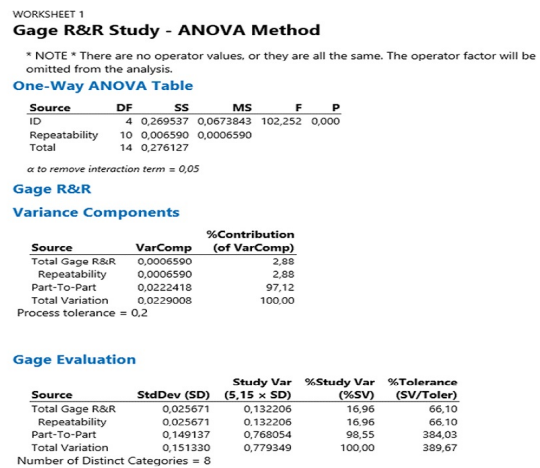 WORKSHEET 1
Gage R&R Study - ANOVA Method
* NOTE * There are no operator values, or they are all the same. The operator factor will be
omitted from the analysis.
One-Way ANOVA Table
Source DF SS MS F P
ID 4 0,269537 0,0673843 102,252 0,000
Repeatability 10 0,006590 0,0006590
Total 14 0,276127
α to remove interaction term = 0,05
Gage R&R
Variance Components
%Contribution
Source VarComp (of VarComp)
Total Gage R&R 0,0006590 2,88
Repeatability 0,0006590 2,88
Part-To-Part 0,0222418 97,12
Total Variation 0,0229008 100,00
Process tolerance = 0,2
Gage Evaluation
Study Var %Study Var %Tolerance
Source StdDev (SD) (5,15 × SD) (%SV) (SV/Toler)
Total Gage R&R 0,025671 0,132206 16,96 66,10
Repeatability 0,025671 0,132206 16,96 66,10
Part-To-Part 0,149137 0,768054 98,55 384,03
Total Variation 0,151330 0,779349 100,00 389,67
Number of Distinct Categories = 8